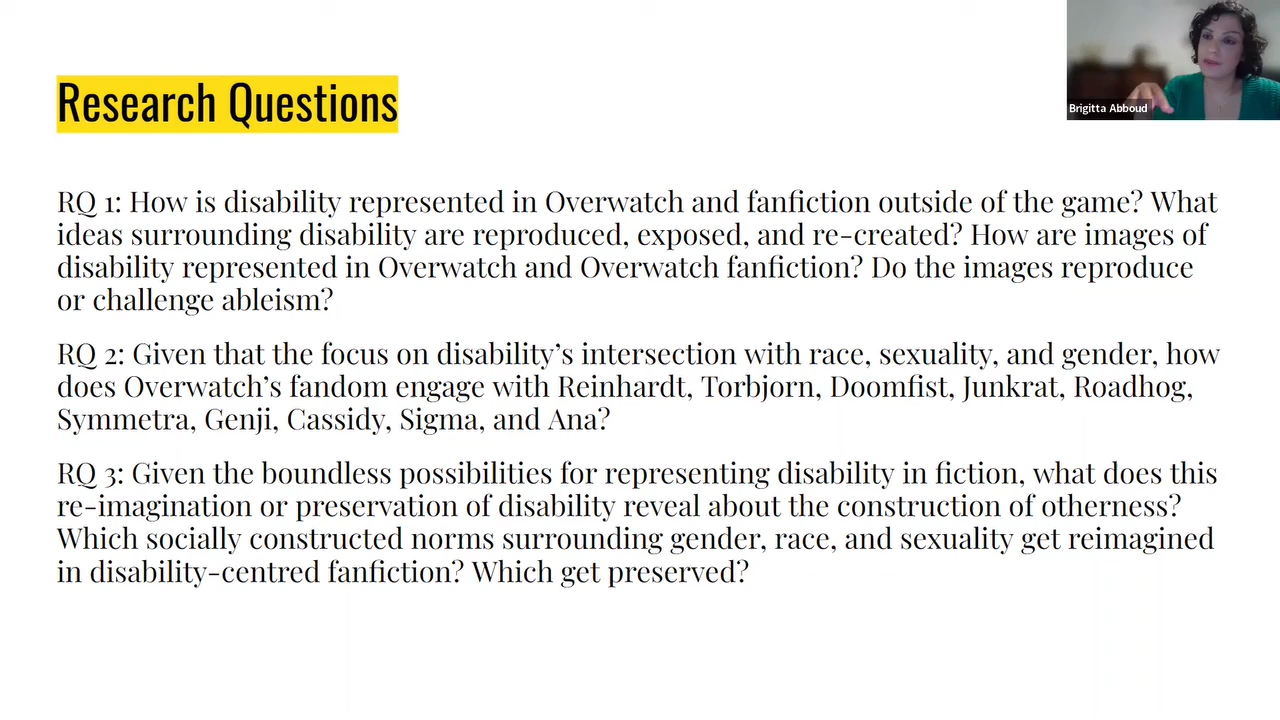 Research Questions
Brigitta Abboud
RQ 1: How is disability represented in Overwatch and fanfiction outside of the game? What
ideas surrounding disability are reproduced, exposed, and re-created? How are images of
disability represented in Overwatch and Overwatch fanfiction? Do the images reproduce
or challenge ableism?
RQ 2: Given that the focus on disability’s intersection with race, sexuality, and gender, how
does Overwatch’s fandom engage with Reinhardt, Torbjorn, Doomfist, Junkrat, Roadhog,
Symmetra, Genji, Cassidy, Sigma, and Ana?
RQ 3: Given the boundless possibilities for representing disability in fiction, what does this
re-imagination or preservation of disability reveal about the construction of otherness?
Which socially constructed norms surrounding gender, race, and sexuality get reimagined
in disability-centred fanfiction? Which get preserved?